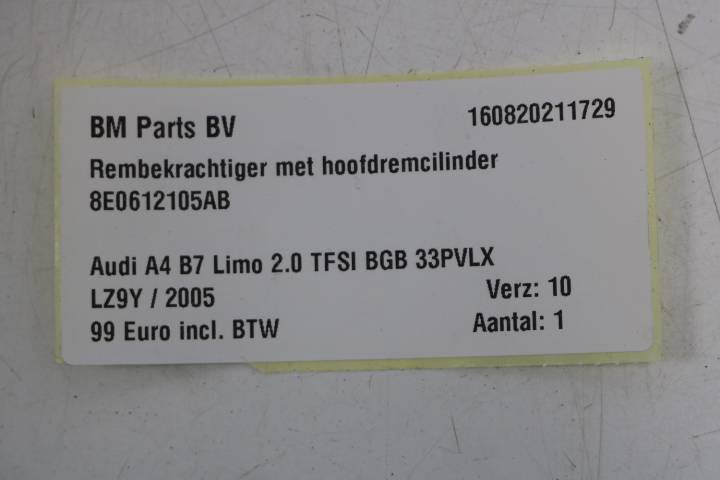 BM Parts BV 160820211729
Rembekrachtiger met hoofdremcilinder
8E0612105AB
Audi A4 B7 Limo 2.0 TFSI BGB 33PVLX
LZ9Y / 2005 Verz: 10
99 Euro incl. BTW Aantal: 1